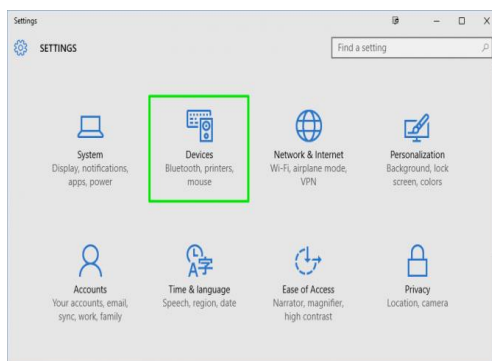 Settings
SETTINGS
Find a setting
System
Display, notifications,
apps, power
Devices
Bluetooth, printers,
mouse
Network & Internet
Wi-Fi, airplane mode,
VPN
Personalization
Background, lock
screen, colors
Accounts
Your accounts, email,
sync, work, family
Time & language
Speech, region, date
Ease of Access
Narrator, magnifier,
high contrast
Privacy
Location, camera